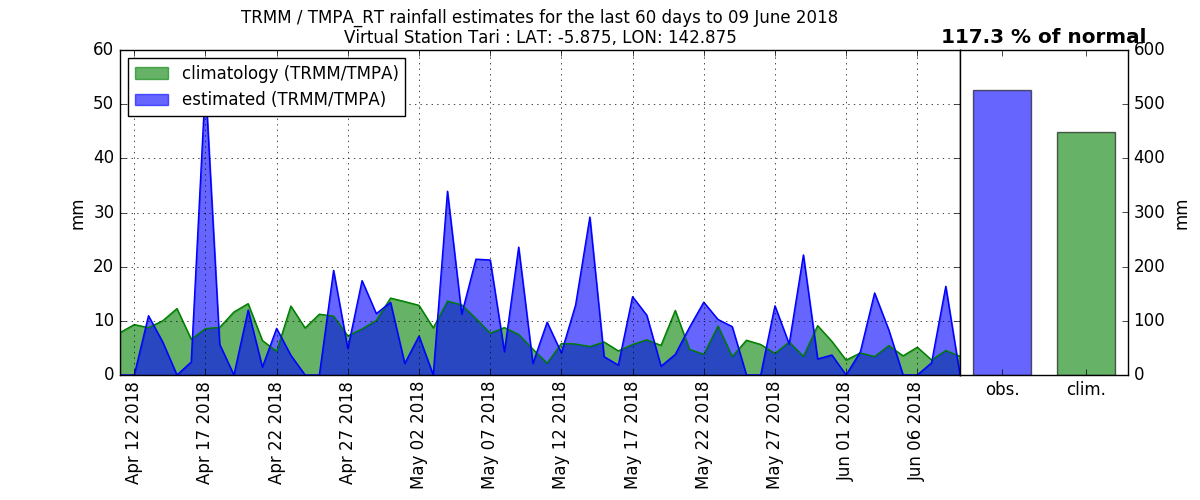 TRMM / TMPA_RT rainfall estimates for the last 60 days to 09 June 2018
Virtual Station Tari : LAT: -5.875, LON: 142.875
117.3 % of normal
climatology (TRMM/TMPA)
estimated (TRMM/TMPA)
60
50
40
30
20
10
0
mm
600
500
400
300
200
100
0
mm
Apr 12 2018
Apr 17 2018
Apr 22 2018
Apr 27 2018
May 02 2018
May 07 2018
May 12 2018
May 17 2018
May 22 2018
May 27 2018
Jun 01 2018
Jun 06 2018
obs.
clim.